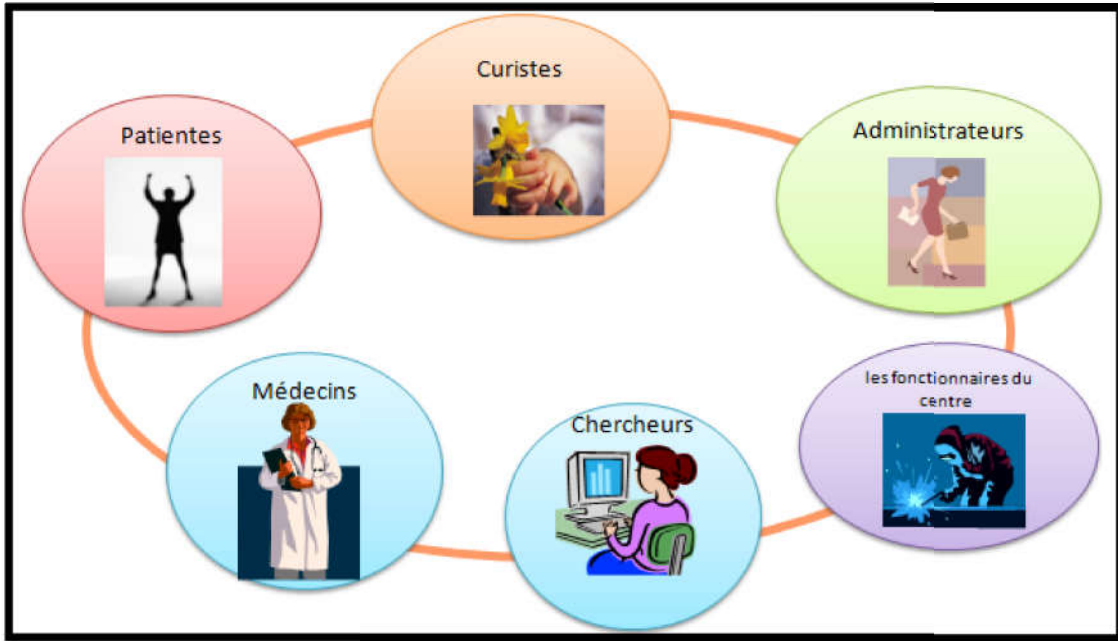 Curistes
Patientes
Administrateurs
Médecins
Chercheurs
les fonctionnaires du
centre